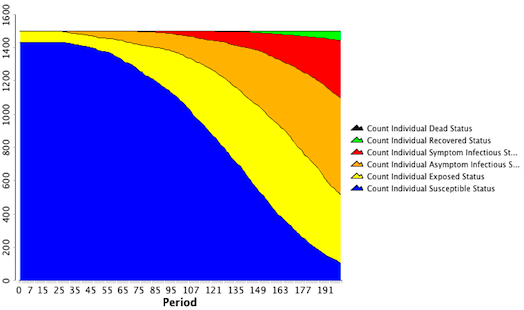 1600
1400
1200
1000
800
600
400
200
0
0 7 15 25 35 45 55 65 75 85 95 107 121 135 149 163 177 191
Period
Count Individual Dead Status
Count Individual Recovered Status
Count Individual Symptom Infectious St...
Count Individual Asymptom Infectious S...
Count Individual Exposed Status
Count Individual Susceptible Status